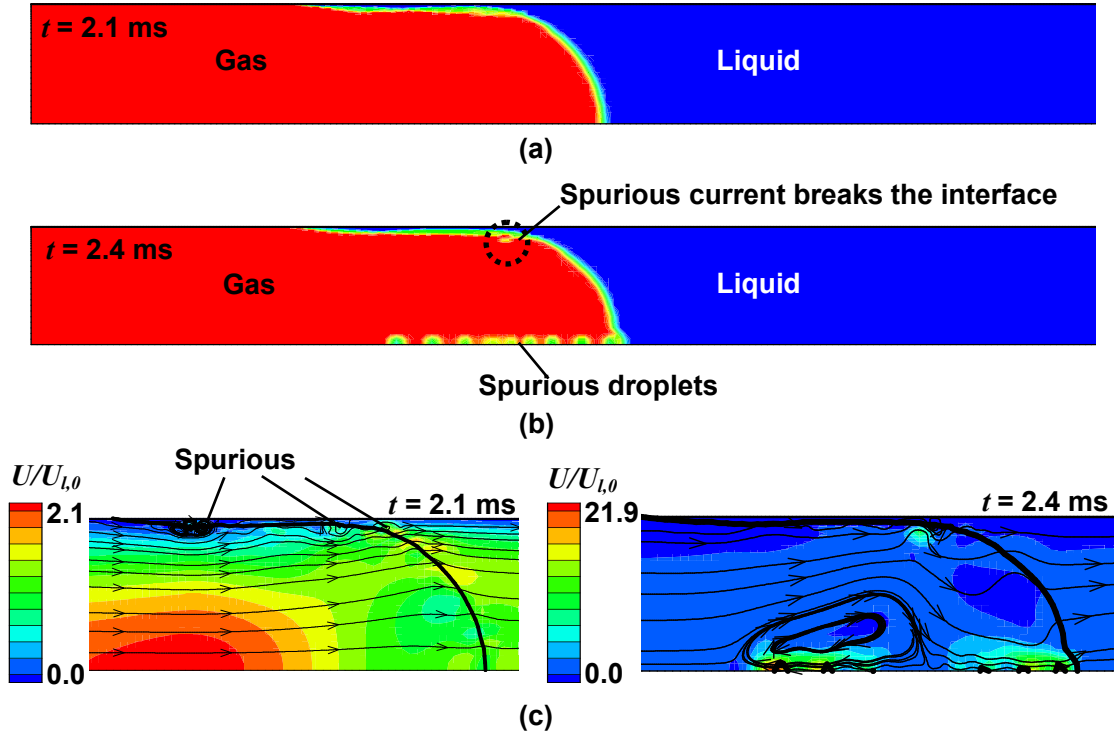 t = 2.1 ms
Gas
Liquid
(a)
Spurious current breaks the interface
t = 2.4 ms
Gas
Liquid
Spurious droplets
(b)
U/Ul,0
Spurious
t = 2.1 ms
2.1
0.0
U/Ul,0
t = 2.4 ms
21.9
0.0
(c)